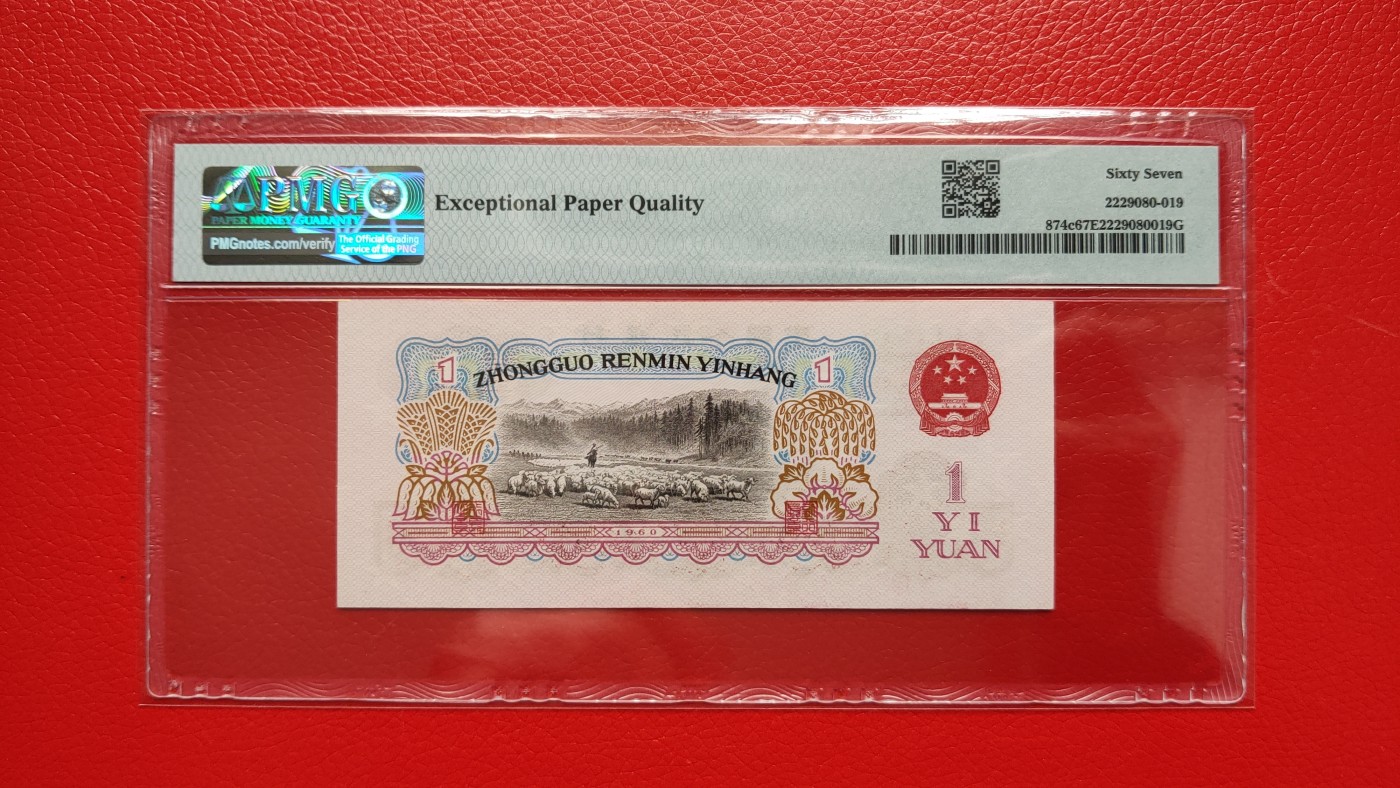 PMG
PAPER MONEY GUARANTY
PMGnotes.com/verify
The Official Grading
Service of the PNG
Exceptional Paper Quality
Sixty Seven
2229080-019
874c67E2229080019G
1
ZHONGGUO RENMIN YINHANG
1
1
YI
YUAN
1960